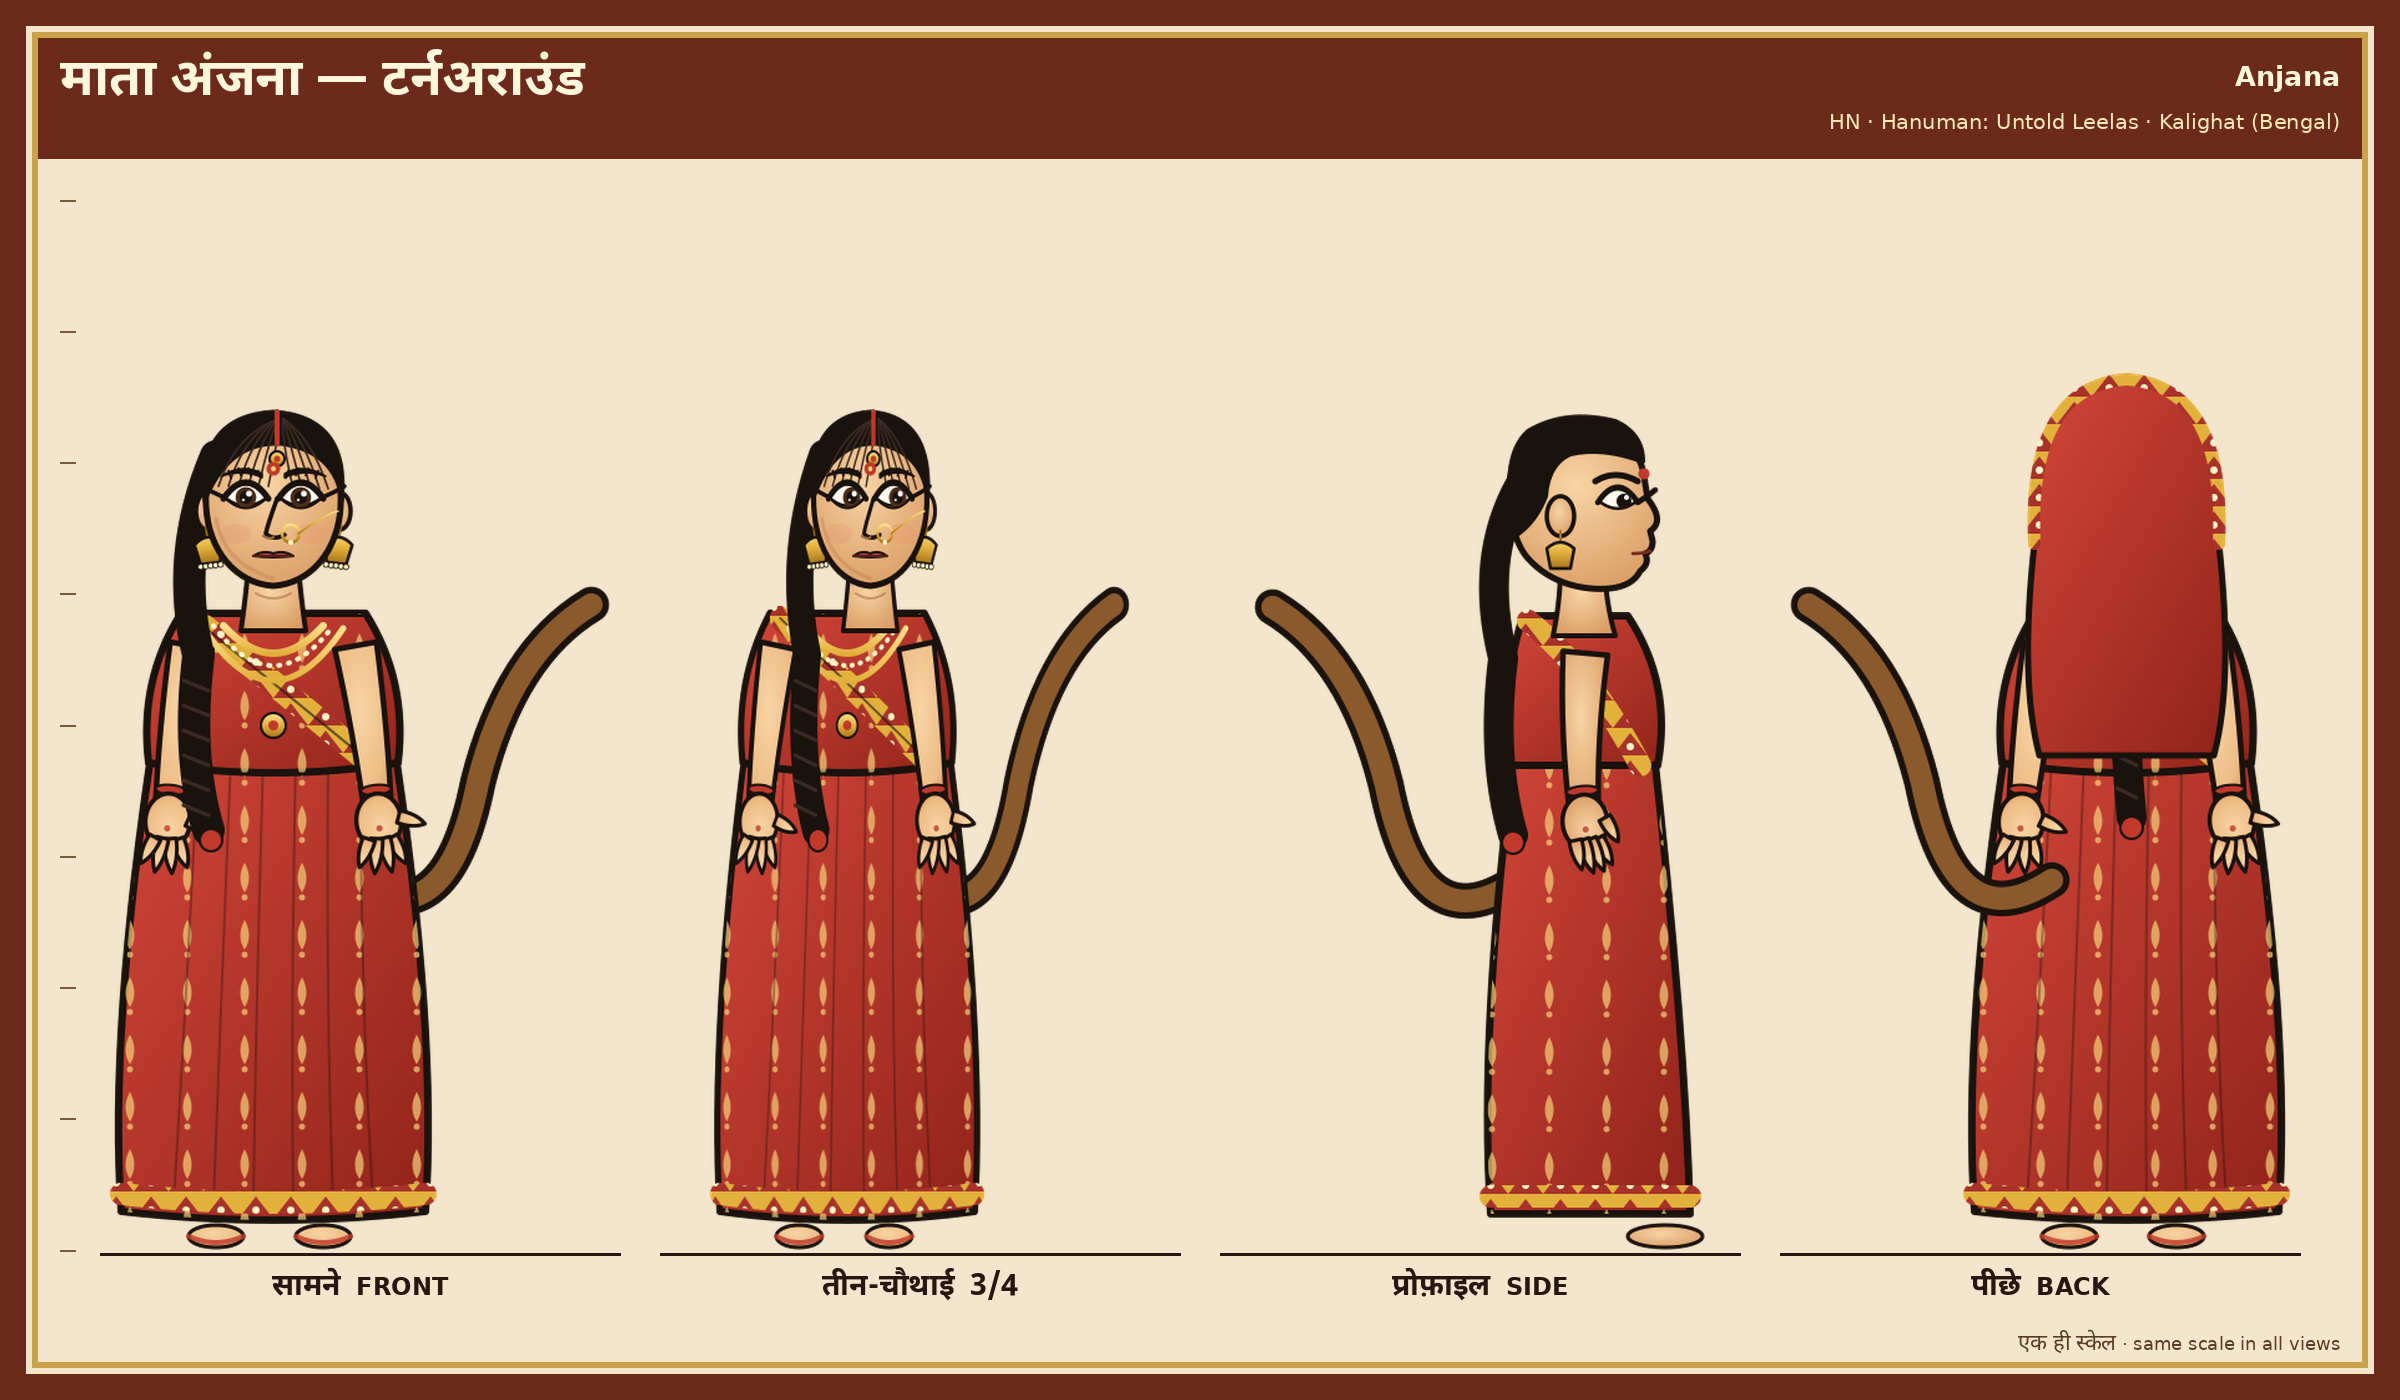 माता अंजना — टर्नअराउंड
Anjana
HN · Hanuman: Untold Leelas · Kalighat (Bengal)
सामने FRONT
तीन-चौथाई 3/4
प्रोफ़ाइल SIDE
पीछे BACK
एक ही स्केल · same scale in all views